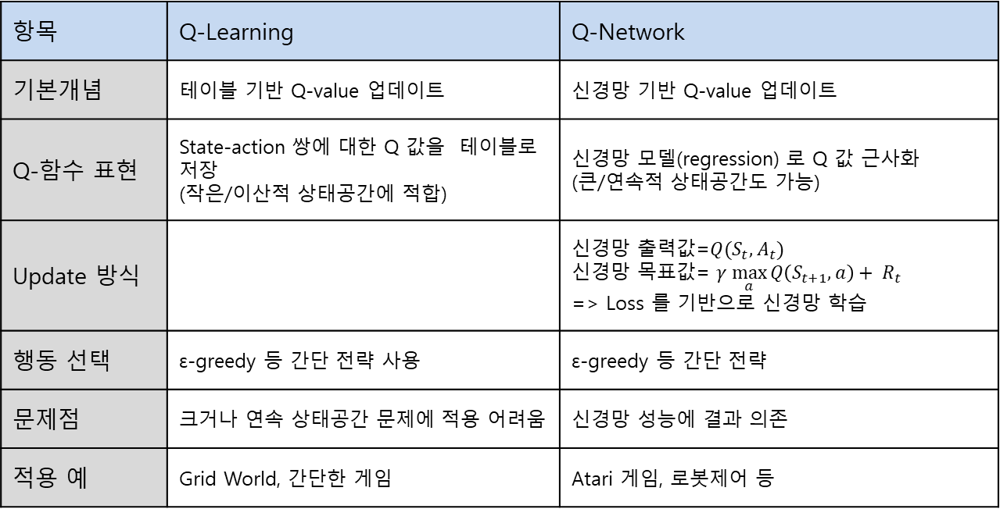 항목 Q-Learning Q-Network
기본개념 테이블 기반 Q-value 업데이트 신경망 기반 Q-value 업데이트
Q-함수 표현
State-action 쌍에 대한 Q 값을 테이블로
저장
(작은/이산적 상태공간에 적합)
신경망 모델(regression) 로 Q 값 근사화
(큰/연속적 상태공간도 가능)
Update 방식
신경망 출력값=Q(S_t, A_t)
신경망 목표값= γ max_a Q(S_{t+1}, a) + R_t
=> Loss 를 기반으로 신경망 학습
행동 선택 ε-greedy 등 간단 전략 사용 ε-greedy 등 간단 전략
문제점 크거나 연속 상태공간 문제에 적용 어려움 신경망 성능에 결과 의존
적용 예 Grid World, 간단한 게임 Atari 게임, 로봇제어 등